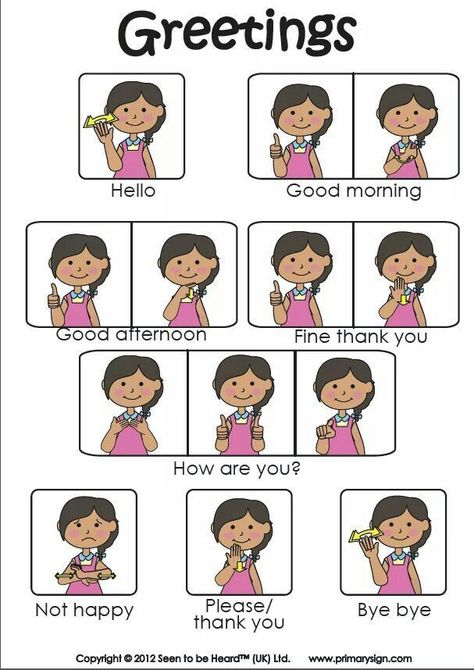 Greetings
Hello
Good morning
Good afternoon
Fine thank you
How are you?
Not happy
Please/
thank you
Bye bye
Copyright © 2012 Seen to be Heard™ (UK) Ltd.
www.primarysign.com